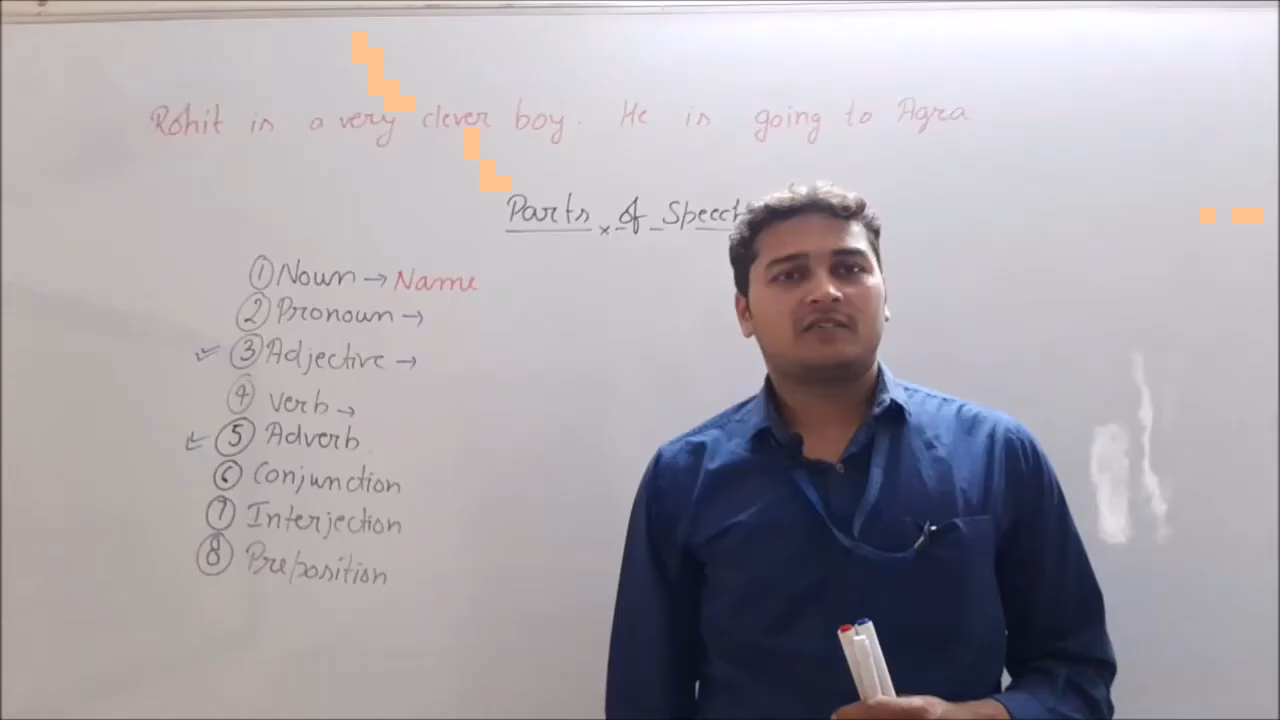 Rohit is a very clever boy. He is going to Agra
Parts of Speech
① Noun → Name
② Pronoun →
③ Adjective →
④ Verb →
⑤ Adverb
⑥ Conjunction
⑦ Interjection
⑧ Preposition